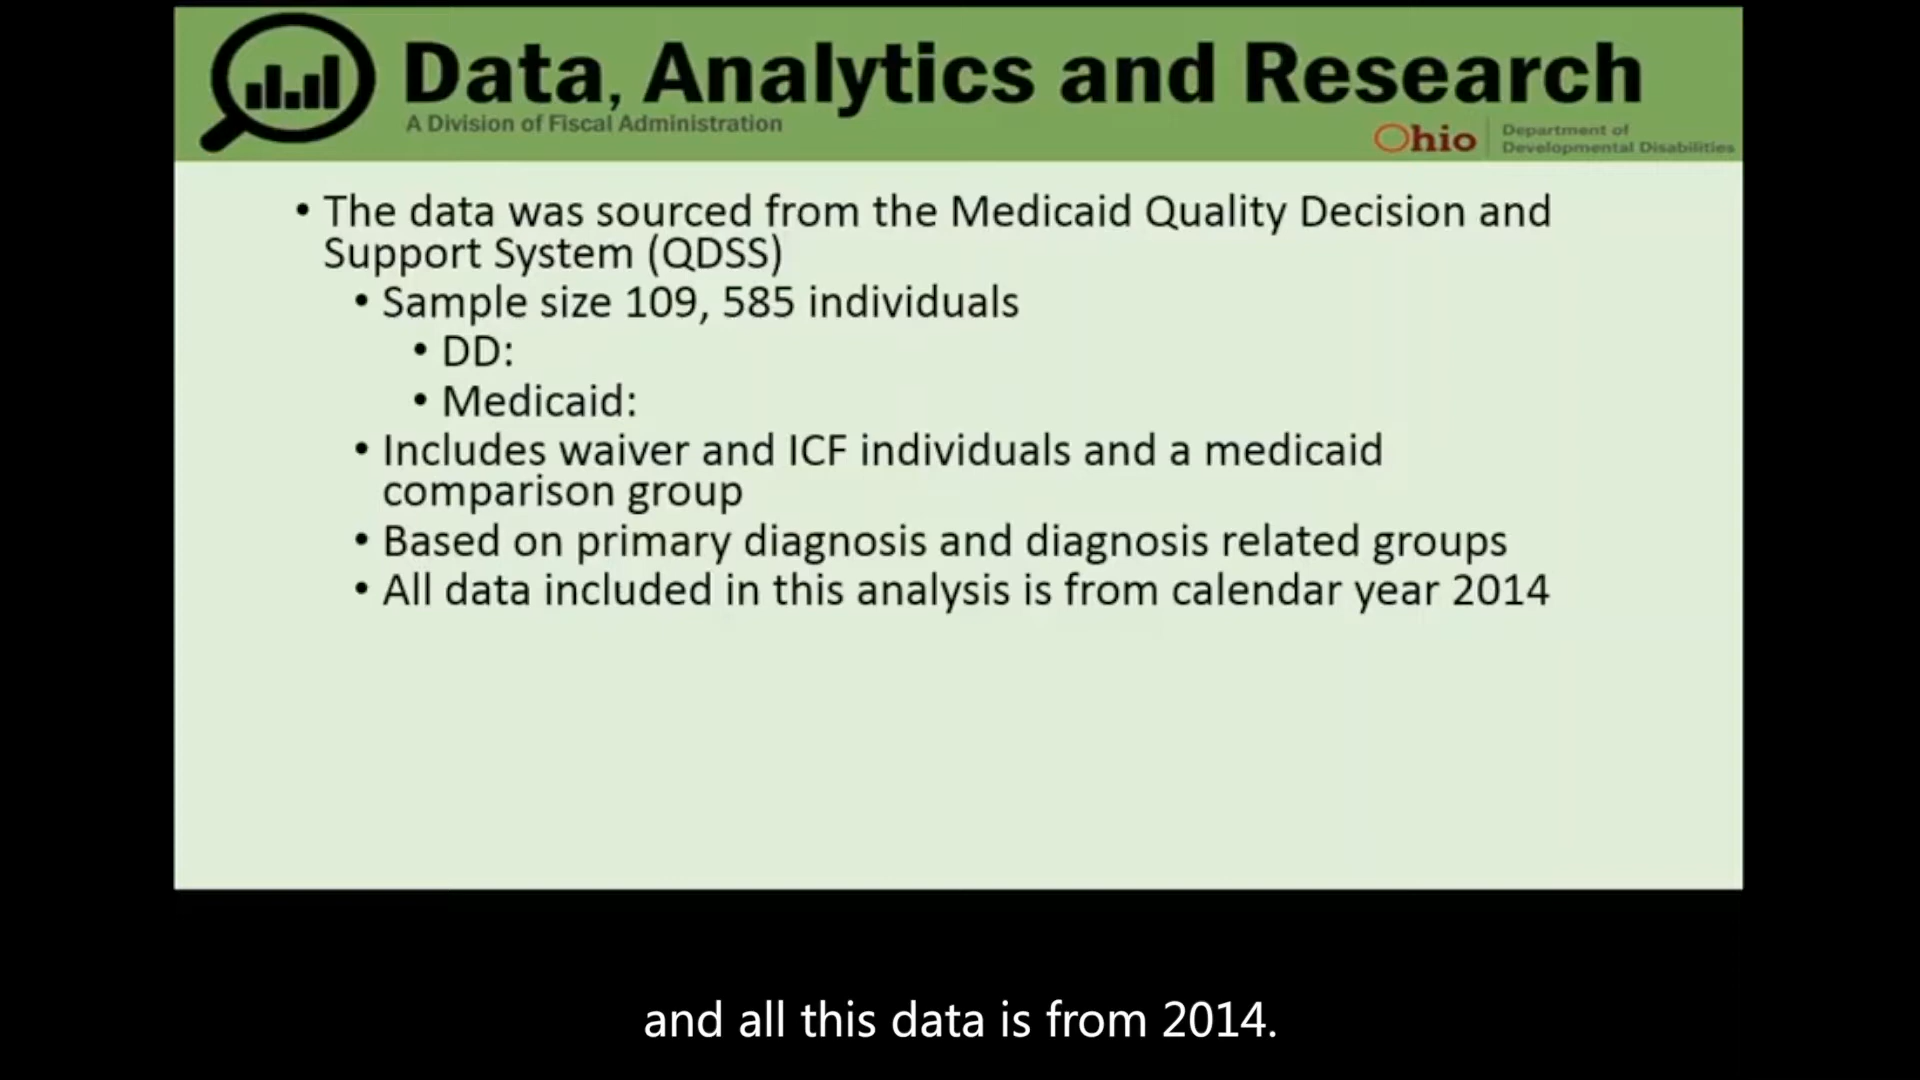 Data, Analytics and Research
A Division of Fiscal Administration
Ohio
Department of
Developmental Disabilities
• The data was sourced from the Medicaid Quality Decision and
Support System (QDSS)
• Sample size 109, 585 individuals
• DD:
• Medicaid:
• Includes waiver and ICF individuals and a medicaid
comparison group
• Based on primary diagnosis and diagnosis related groups
• All data included in this analysis is from calendar year 2014
and all this data is from 2014.